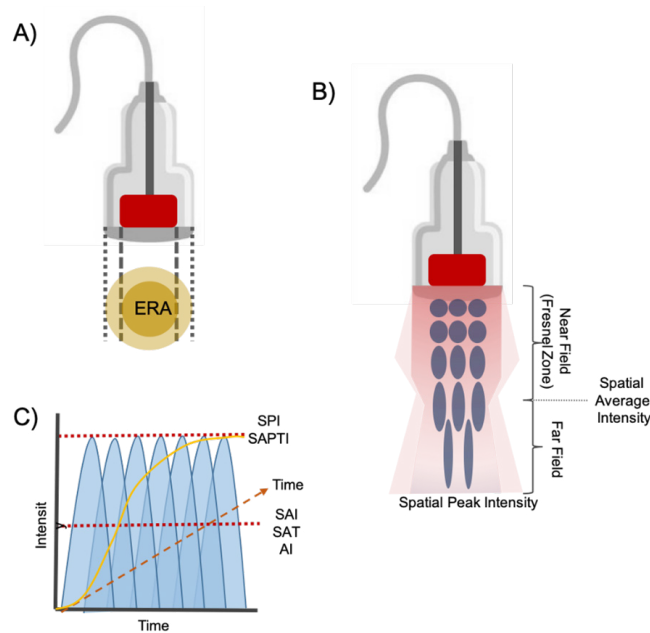 A)
ERA
B)
Near Field
(Fresnel Zone)
Spatial
Average
Intensity
Far Field
Spatial Peak Intensity
C)
SPI
SAPTI
Time
SAI
SAT
AI
Intensit
Time